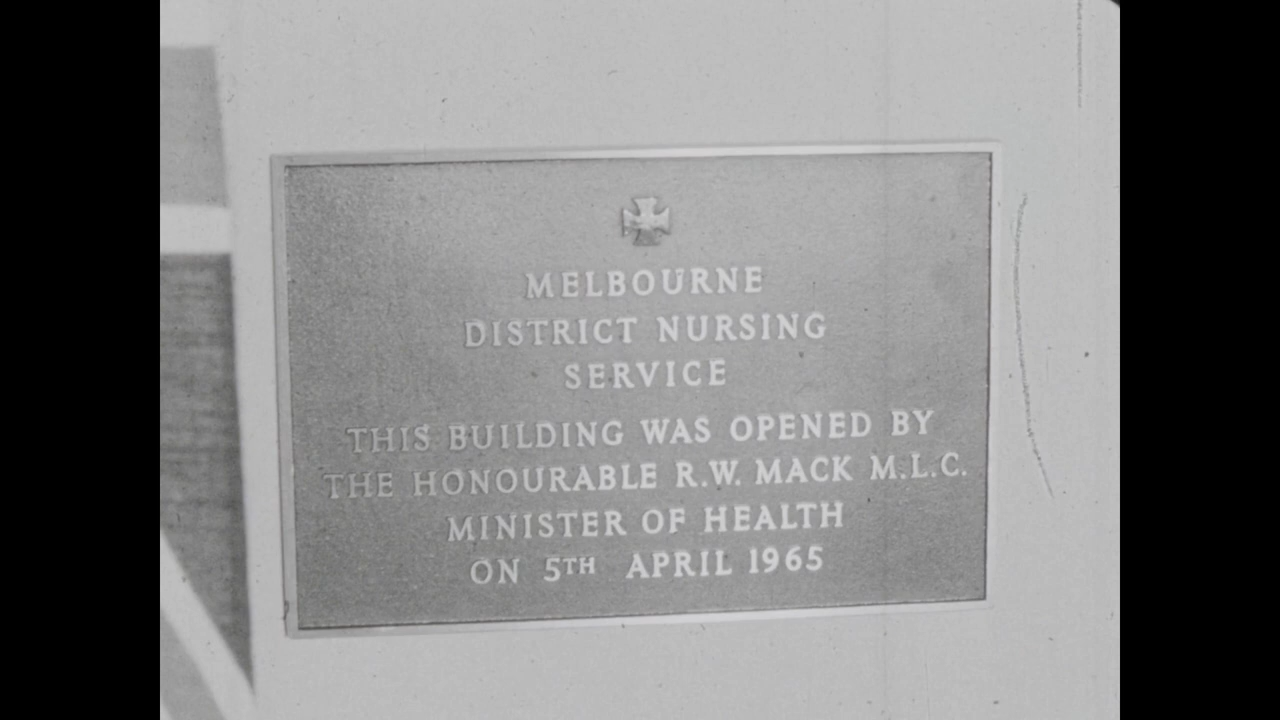 MELBOURNE
DISTRICT NURSING
SERVICE
THIS BUILDING WAS OPENED BY
THE HONOURABLE R.W. MACK M.L.C.
MINISTER OF HEALTH
ON 5TH APRIL 1965